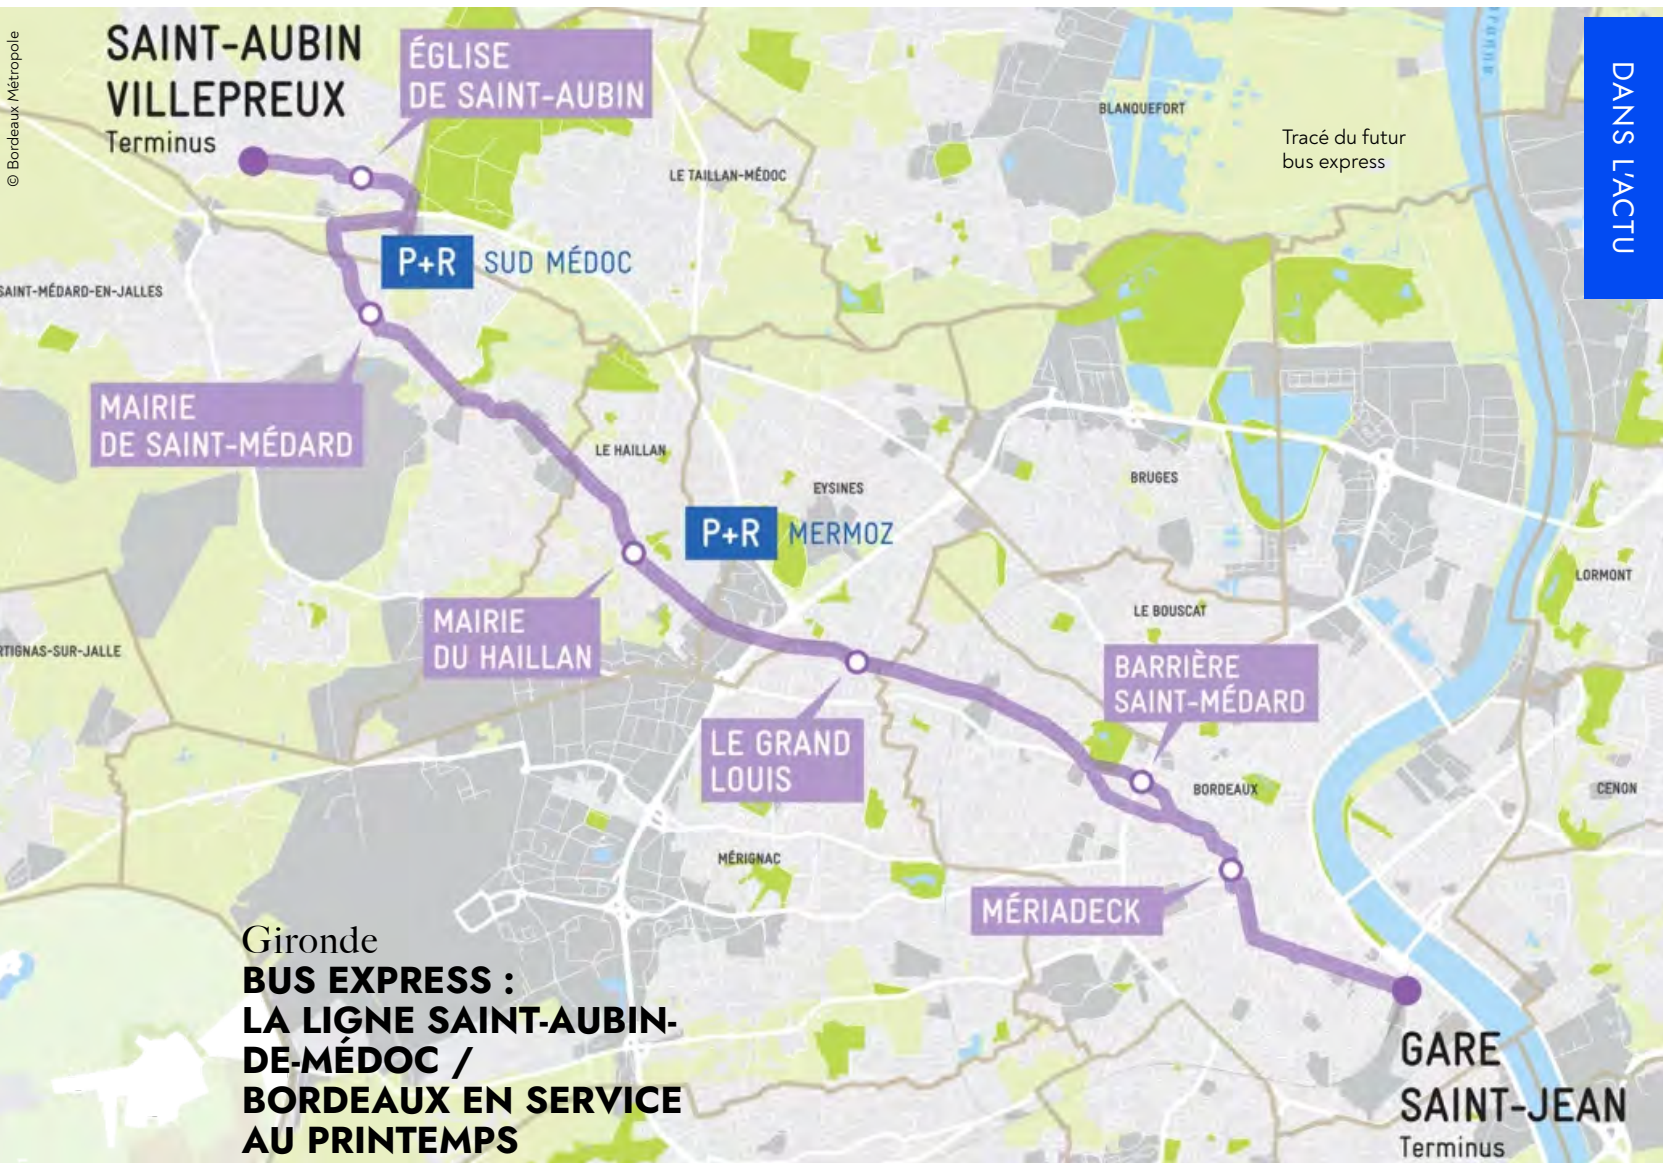 © Bordeaux Métropole
SAINT-AUBIN
VILLEPREUX
Terminus
ÉGLISE
DE SAINT-AUBIN
BLANQUEFORT
Tracé du futur
bus express
DANS L'ACTU
LE TAILLAN-MÉDOC
P+R SUD MÉDOC
SAINT-MÉDARD-EN-JALLES
MAIRIE
DE SAINT-MÉDARD
LE HAILLAN
EYSINES
BRUGES
P+R MERMOZ
LORMONT
LE BOUSCAT
MAIRIE
DU HAILLAN
RTIGNAS-SUR-JALLE
BARRIÈRE
SAINT-MÉDARD
LE GRAND
LOUIS
BORDEAUX
CENON
MÉRIGNAC
MÉRIADECK
Gironde
BUS EXPRESS :
LA LIGNE SAINT-AUBIN-
DE-MÉDOC /
BORDEAUX EN SERVICE
AU PRINTEMPS
GARE
SAINT-JEAN
Terminus